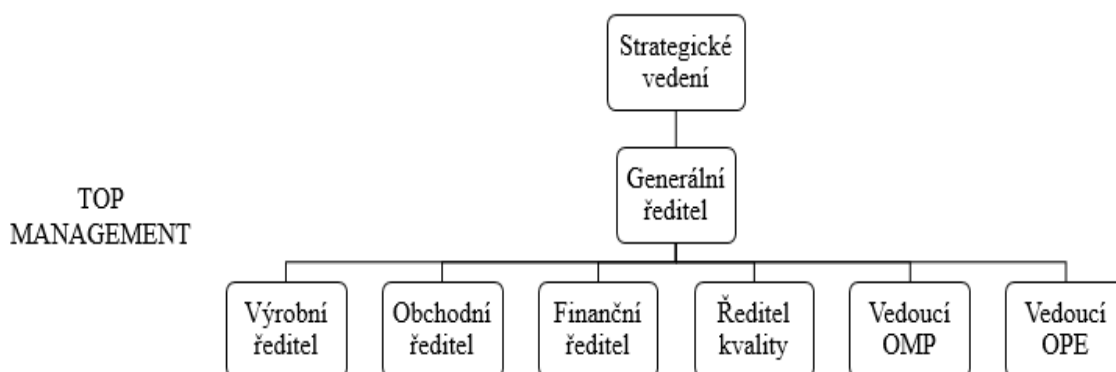 Strategické
vedení
Generální
ředitel
TOP
MANAGEMENT
Výrobní
ředitel
Obchodní
ředitel
Finanční
ředitel
Ředitel
kvality
Vedoucí
OMP
Vedoucí
OPE